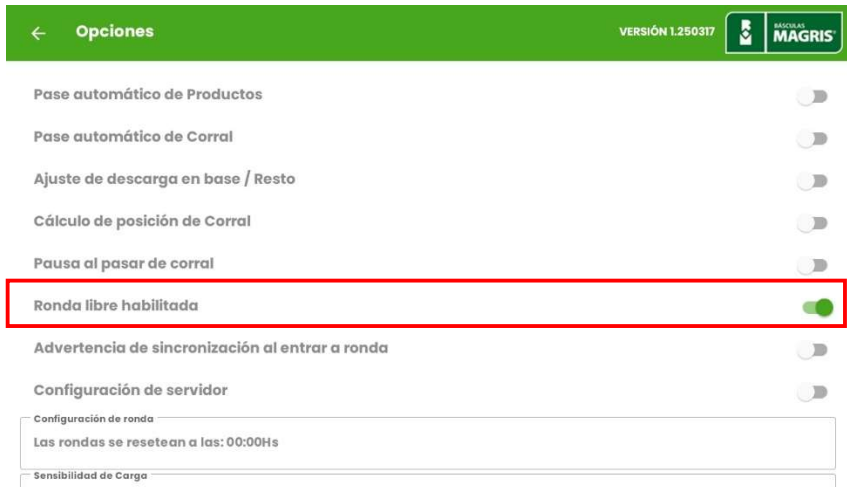 Opciones
VERSIÓN 1.250317
BÁSCULAS
MAGRIS
Pase automático de Productos
Pase automático de Corral
Ajuste de descarga en base / Resto
Cálculo de posición de Corral
Pausa al pasar de corral
Ronda libre habilitada
Advertencia de sincronización al entrar a ronda
Configuración de servidor
Configuración de ronda
Las rondas se resetean a las: 00:00Hs
Sensibilidad de Carga